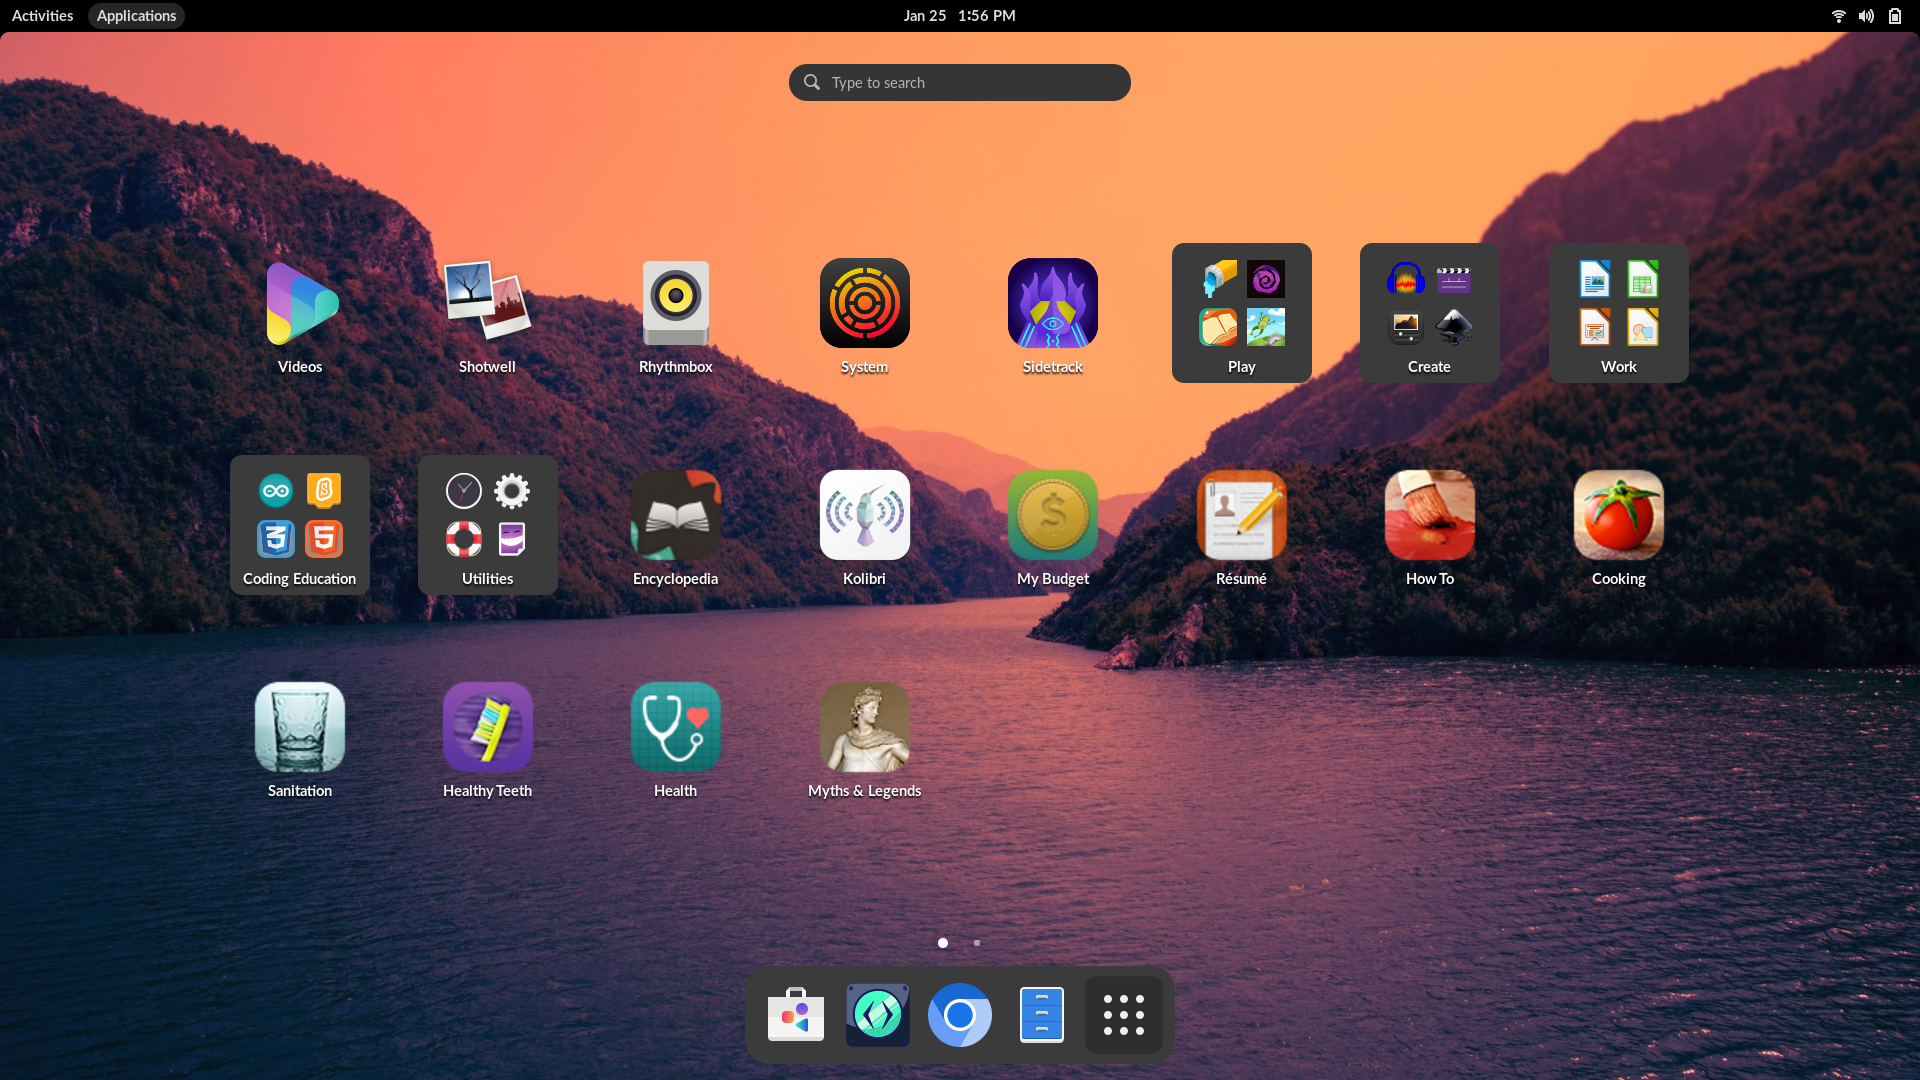 Activities
Applications
Jan 25 1:56 PM
Type to search
Videos
Shotwell
Rhythmbox
System
Sidetrack
Play
Create
Work
Coding Education
Utilities
Encyclopedia
Kolibri
My Budget
Résumé
How To
Cooking
Sanitation
Healthy Teeth
Health
Myths & Legends